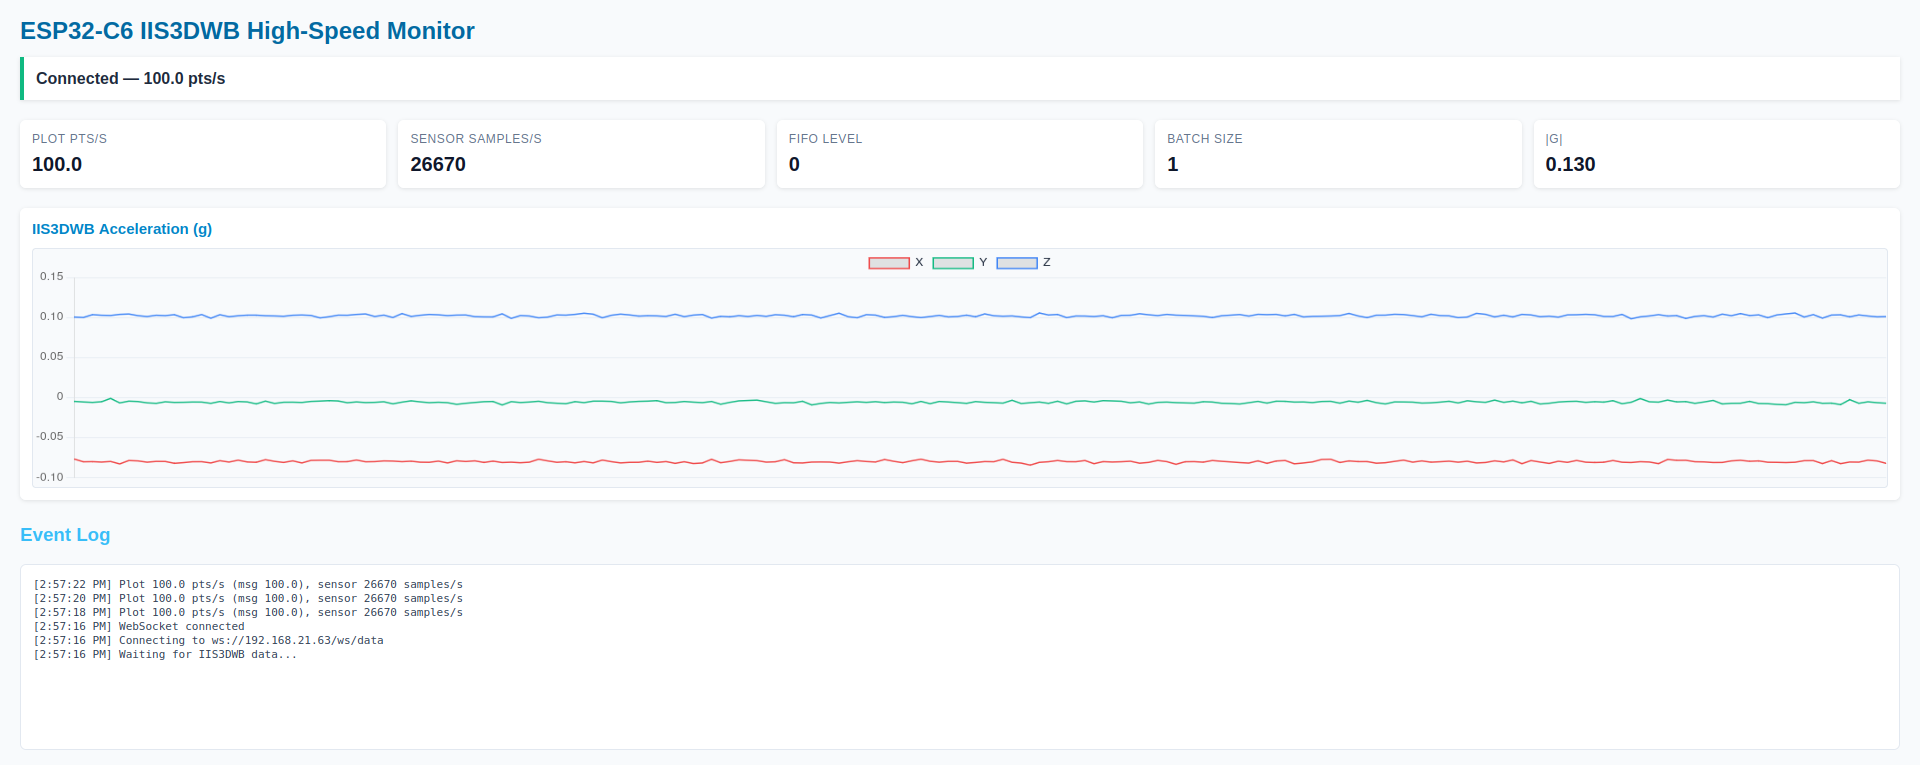 ESP32-C6 IIS3DWB High-Speed Monitor
Connected — 100.0 pts/s
PLOT PTS/S
100.0
SENSOR SAMPLES/S
26670
FIFO LEVEL
0
BATCH SIZE
1
|G|
0.130
IIS3DWB Acceleration (g)
X Y Z
0.15
0.10
0.05
0
-0.05
-0.10
Event Log
[2:57:22 PM] Plot 100.0 pts/s (msg 100.0), sensor 26670 samples/s
[2:57:20 PM] Plot 100.0 pts/s (msg 100.0), sensor 26670 samples/s
[2:57:18 PM] Plot 100.0 pts/s (msg 100.0), sensor 26670 samples/s
[2:57:16 PM] WebSocket connected
[2:57:16 PM] Connecting to ws://192.168.21.63/ws/data
[2:57:16 PM] Waiting for IIS3DWB data...